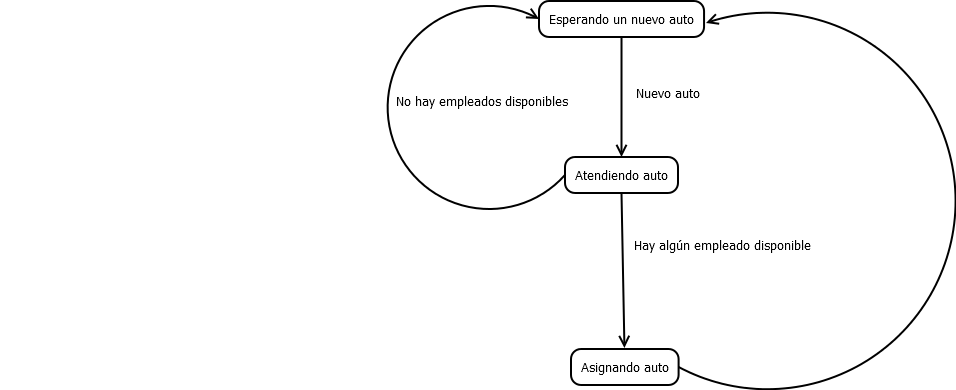 Esperando un nuevo auto
Nuevo auto
No hay empleados disponibles
Atendiendo auto
Hay algún empleado disponible
Asignando auto